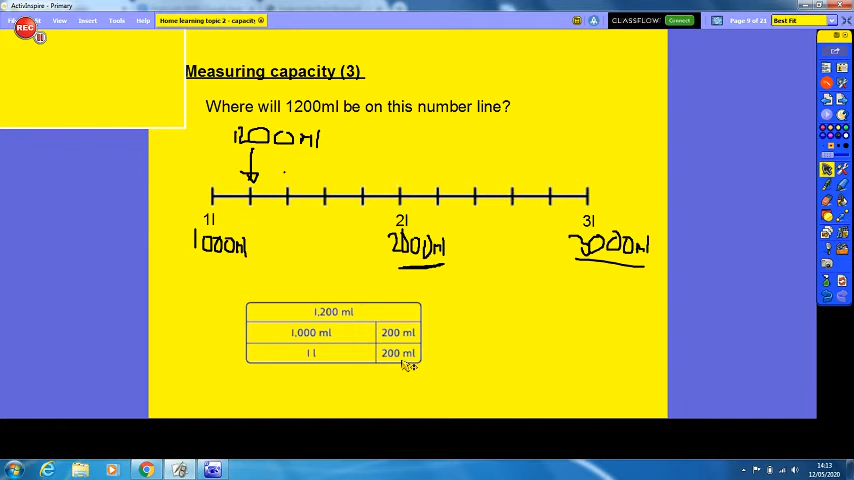 ActivInspire - Primary
File Edit View Insert Tools Help
Home learning topic 2 - capacity
CLASSFLOW Connect
Page 9 of 21
Best Fit
REC
Measuring capacity (3)
Where will 1200ml be on this number line?
1200ml
1l 2l 3l
1000ml 2000ml 3000ml
1,200 ml
1,000 ml 200 ml
1 l 200 ml
14:13
12/05/2020